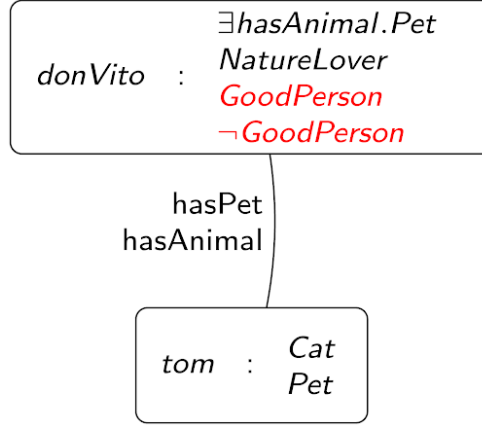 ∃hasAnimal.Pet
donVito : NatureLover
GoodPerson
¬GoodPerson
hasPet
hasAnimal
Cat
tom :
Pet